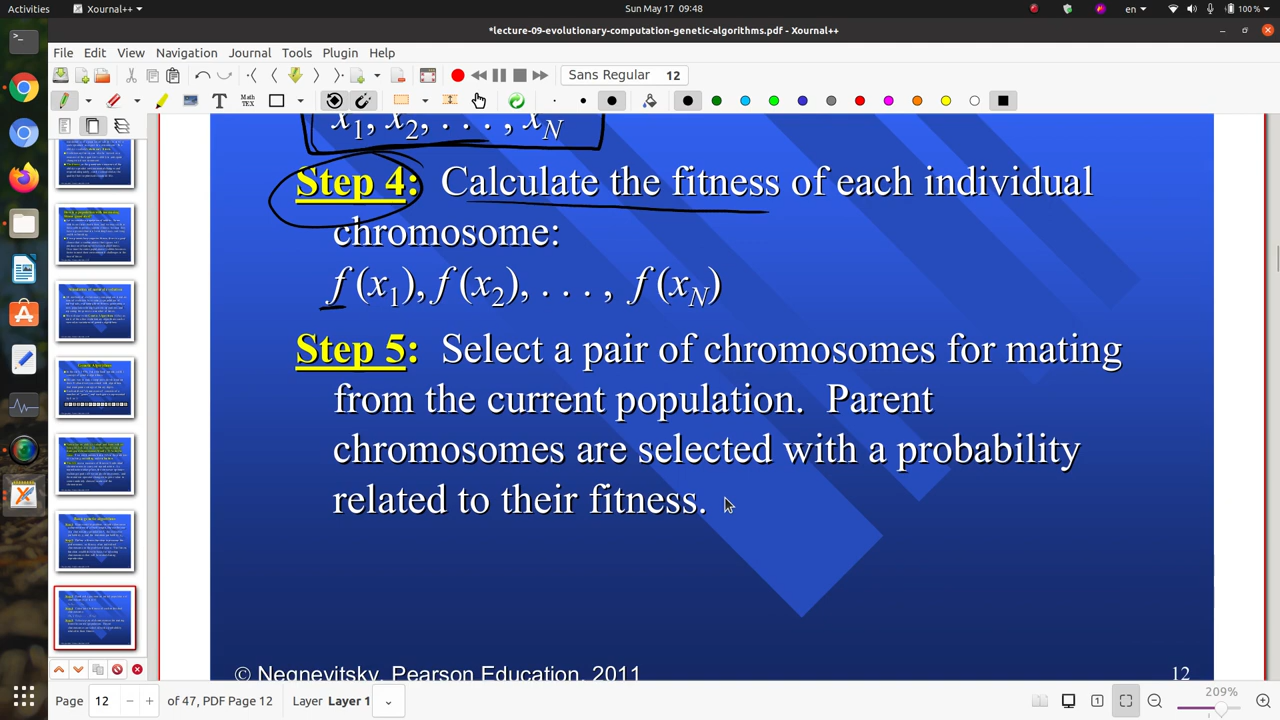 Activities Xournal++ Sun May 17 09:48 en 100%
*lecture-09-evolutionary-computation-genetic-algorithms.pdf - Xournal++
File Edit View Navigation Journal Tools Plugin Help
Sans Regular 12
x1, x2, . . . , xN
Step 4: Calculate the fitness of each individual
chromosome:
f (x1), f (x2), . . . , f (xN)
Step 5: Select a pair of chromosomes for mating
from the current population. Parent
chromosomes are selected with a probability
related to their fitness.
© Negnevitsky, Pearson Education, 2011 12
Page 12 of 47, PDF Page 12 Layer Layer 1 209%